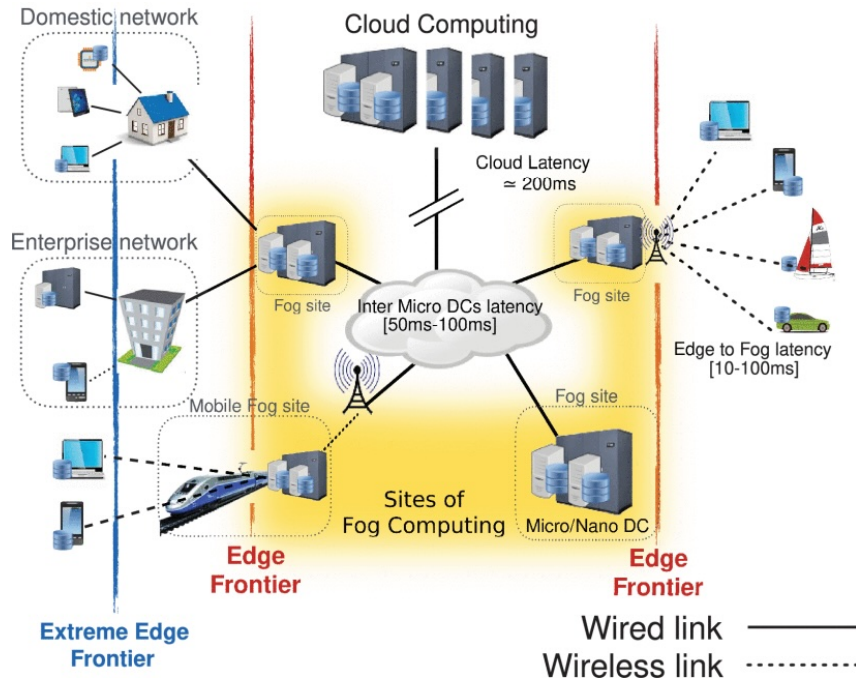 Domestic network
Cloud Computing
Cloud Latency
≃ 200ms
Enterprise network
Fog site
Inter Micro DCs latency
[50ms-100ms]
Fog site
Edge to Fog latency
[10-100ms]
Mobile Fog site
Fog site
Sites of
Fog Computing
Micro/Nano DC
Edge
Frontier
Edge
Frontier
Extreme Edge
Frontier
Wired link
Wireless link